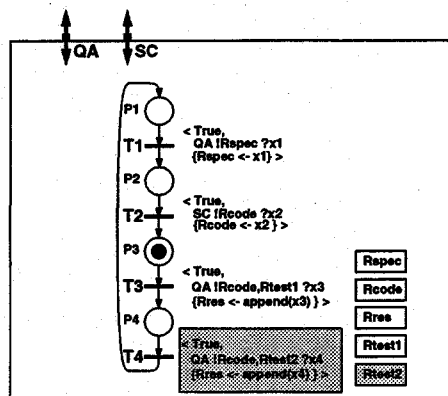 QA SC
P1
< True,
T1 QA !Rspec ?x1
{Rspec <- x1} >
P2
< True,
T2 SC !Rcode ?x2
{Rcode <- x2 } >
P3
< True,
T3 QA !Rcode,Rtest1 ?x3
{Rres <- append(x3) } >
P4
< True,
T4 QA !Rcode,Rtest2 ?x4
{Rres <- append(x4) } >
Rspec
Rcode
Rres
Rtest1
Rtest2